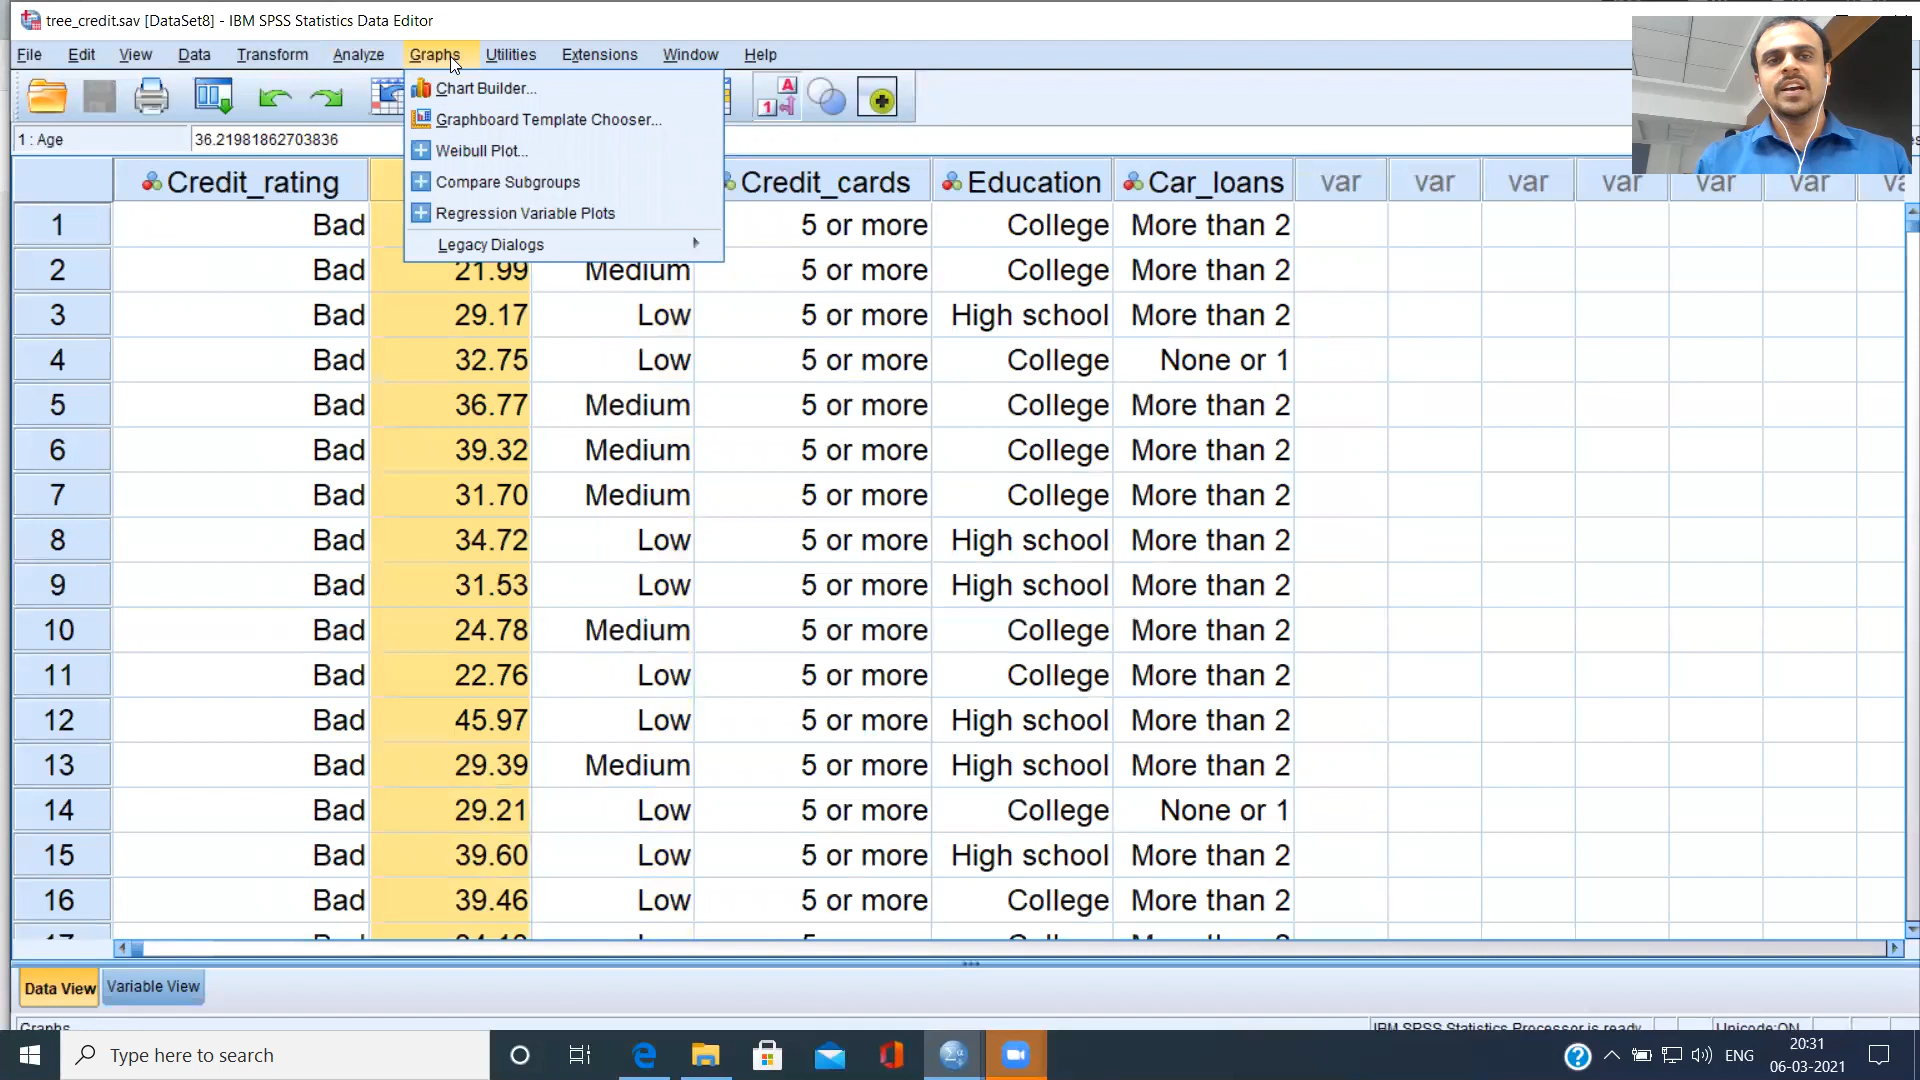 tree_credit.sav [DataSet8] - IBM SPSS Statistics Data Editor
File Edit View Data Transform Analyze Graphs Utilities Extensions Window Help
Chart Builder...
Graphboard Template Chooser...
Weibull Plot...
Compare Subgroups
Regression Variable Plots
Legacy Dialogs
1 : Age 36.21981862703836
Credit_rating Credit_cards Education Car_loans var var var var var var
1 Bad 5 or more College More than 2
2 Bad 21.99 Medium 5 or more College More than 2
3 Bad 29.17 Low 5 or more High school More than 2
4 Bad 32.75 Low 5 or more College None or 1
5 Bad 36.77 Medium 5 or more College More than 2
6 Bad 39.32 Medium 5 or more College More than 2
7 Bad 31.70 Medium 5 or more College More than 2
8 Bad 34.72 Low 5 or more High school More than 2
9 Bad 31.53 Low 5 or more High school More than 2
10 Bad 24.78 Medium 5 or more College More than 2
11 Bad 22.76 Low 5 or more College More than 2
12 Bad 45.97 Low 5 or more High school More than 2
13 Bad 29.39 Medium 5 or more High school More than 2
14 Bad 29.21 Low 5 or more College None or 1
15 Bad 39.60 Low 5 or more High school More than 2
16 Bad 39.46 Low 5 or more College More than 2
Data View Variable View
Graphs IBM SPSS Statistics Processor is ready Unicode:ON
Type here to search
ENG
20:31
06-03-2021